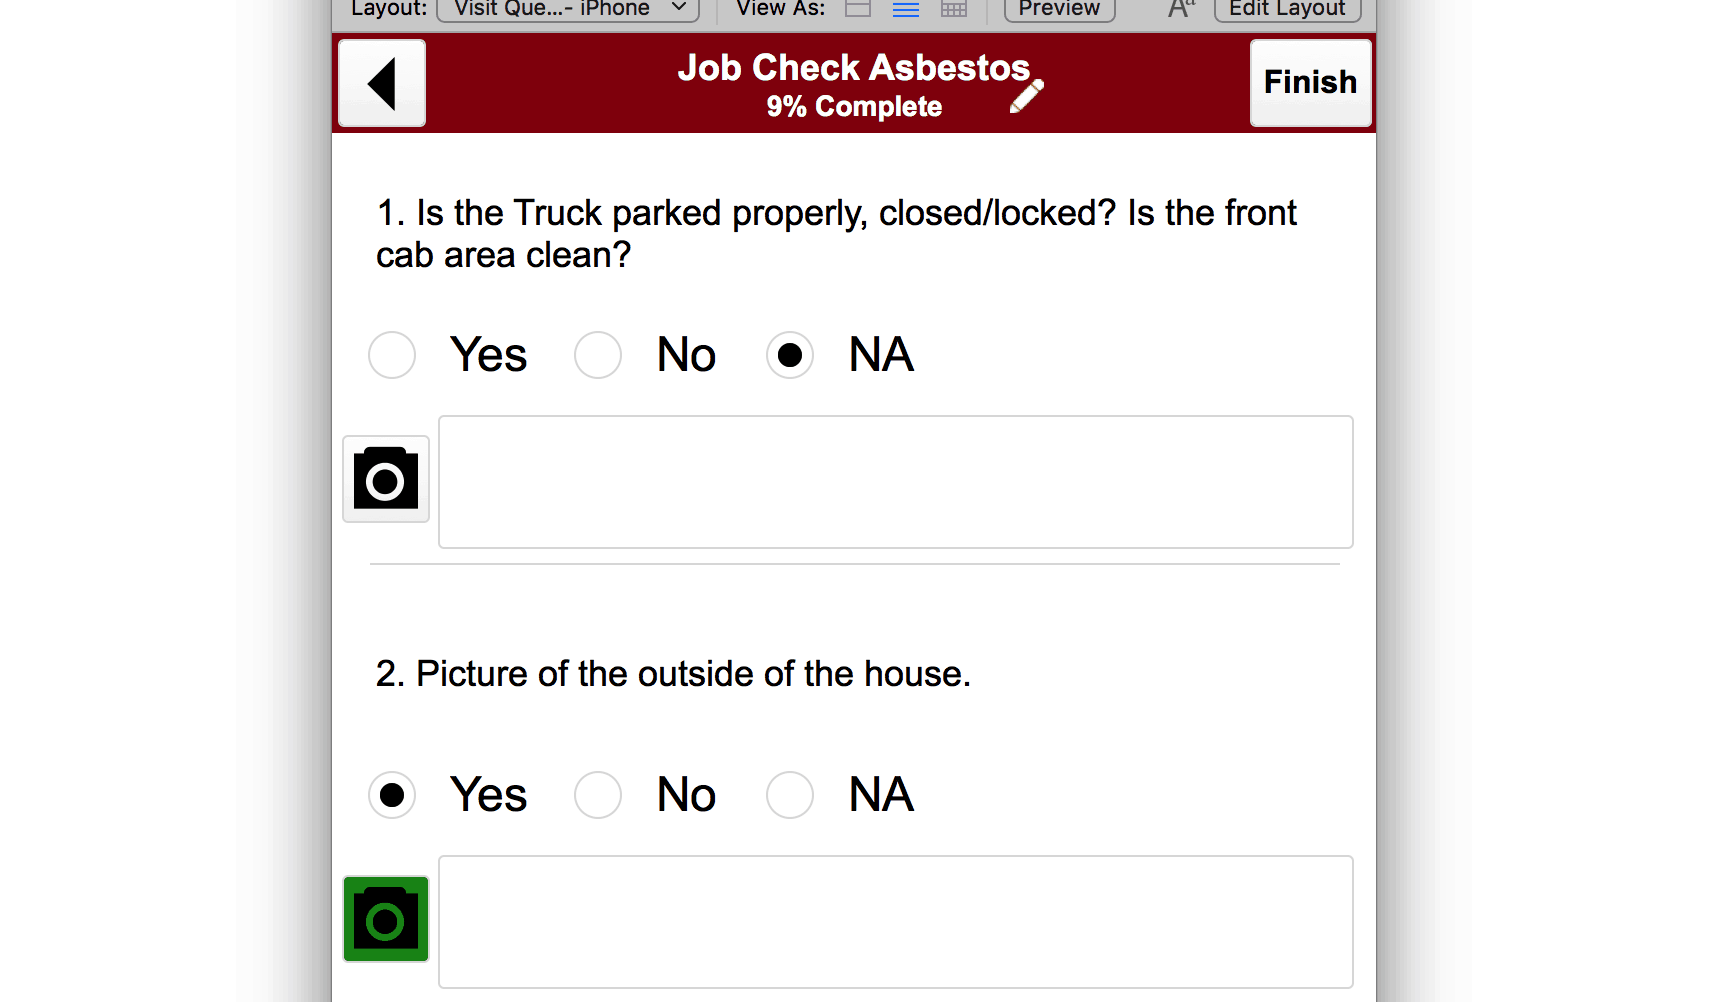 Layout: Visit Que...- iPhone View As: Preview Aa Edit Layout
Job Check Asbestos
9% Complete
Finish
1. Is the Truck parked properly, closed/locked? Is the front
cab area clean?
Yes No NA
2. Picture of the outside of the house.
Yes No NA